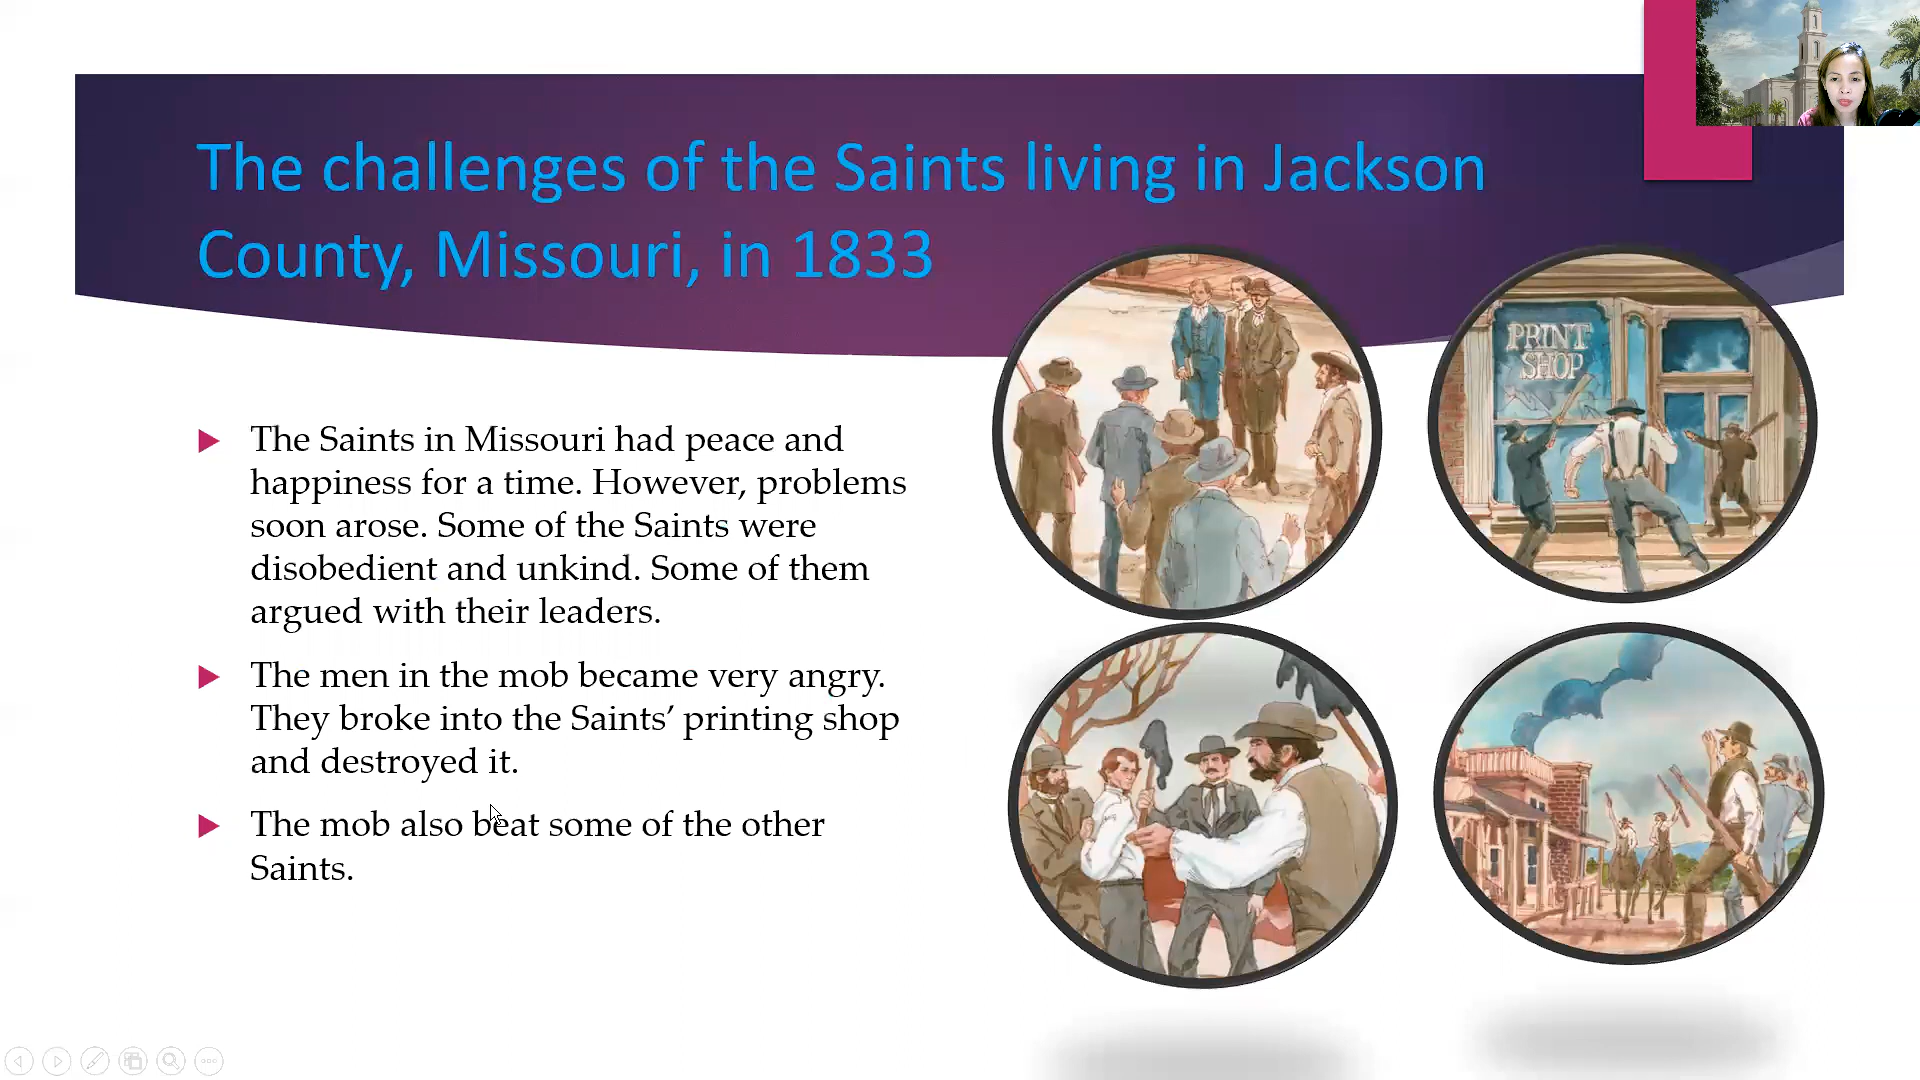 The challenges of the Saints living in Jackson
County, Missouri, in 1833
The Saints in Missouri had peace and
happiness for a time. However, problems
soon arose. Some of the Saints were
disobedient and unkind. Some of them
argued with their leaders.
The men in the mob became very angry.
They broke into the Saints’ printing shop
and destroyed it.
The mob also beat some of the other
Saints.
PRINT
SHOP